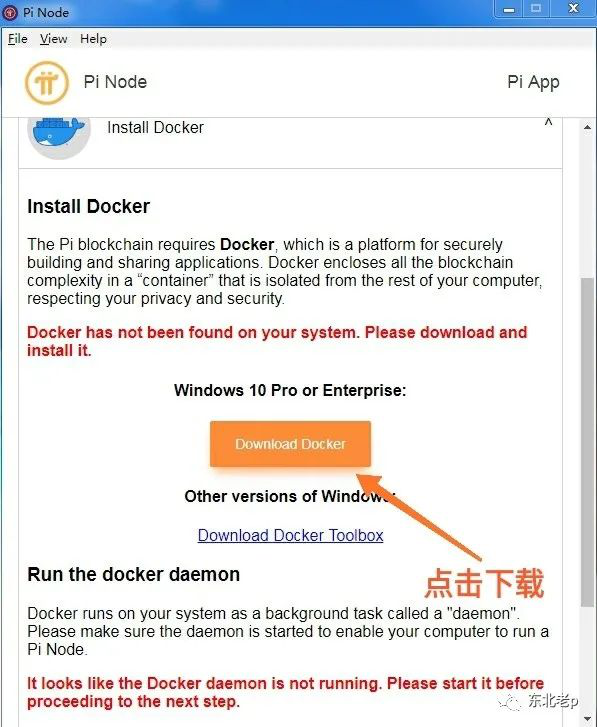 Pi Node
File View Help
Pi Node
Pi App
Install Docker
Install Docker
The Pi blockchain requires Docker, which is a platform for securely
building and sharing applications. Docker encloses all the blockchain
complexity in a “container” that is isolated from the rest of your computer,
respecting your privacy and security.
Docker has not been found on your system. Please download and
install it.
Windows 10 Pro or Enterprise:
Download Docker
Other versions of Windows:
Download Docker Toolbox
点击下载
Run the docker daemon
Docker runs on your system as a background task called a "daemon".
Please make sure the daemon is started to enable your computer to run a
Pi Node.
It looks like the Docker daemon is not running. Please start it before
proceeding to the next step.
东北老p